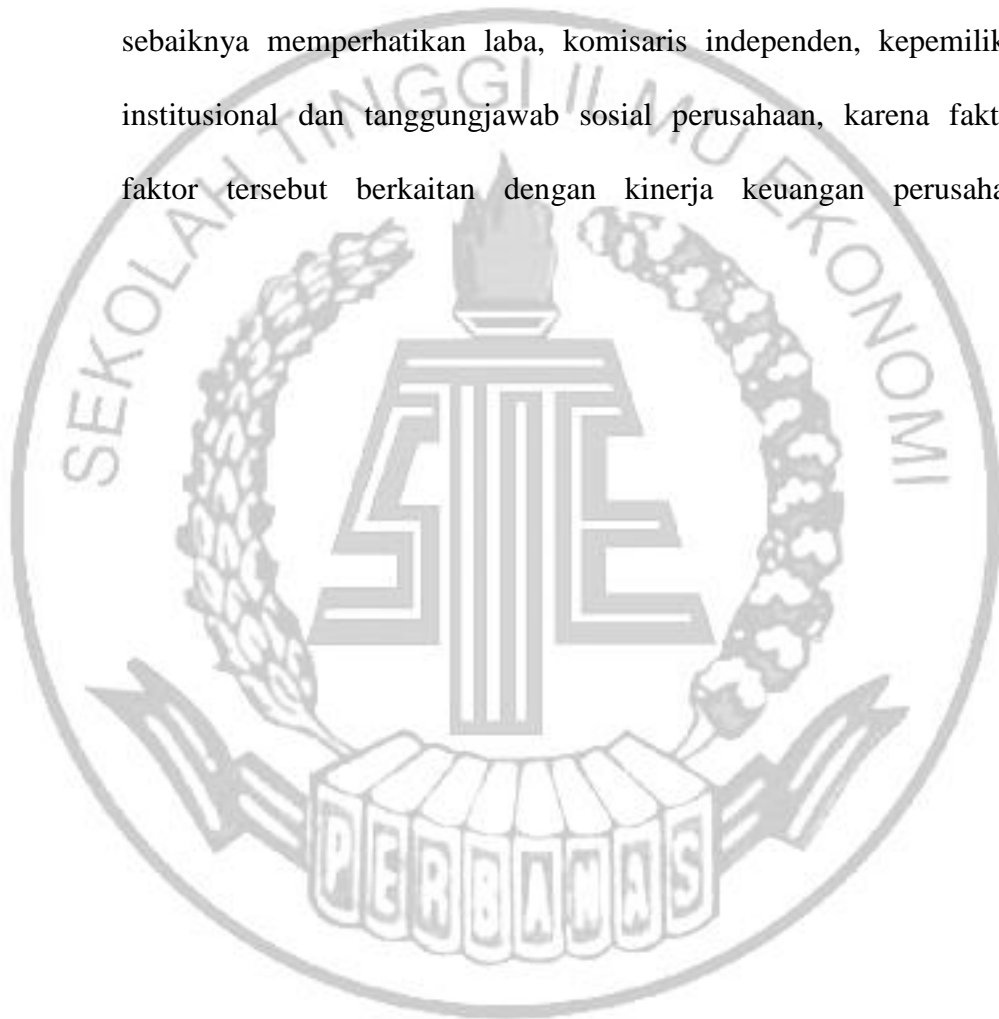 sebaiknya memperhatikan laba, komisaris independen, kepemilik
institusional dan tanggungjawab sosial perusahaan, karena fakt
faktor tersebut berkaitan dengan kinerja keuangan perusaha
SEKOLAH TINGGI ILMU EKONOMI
STIE
PERBANAS